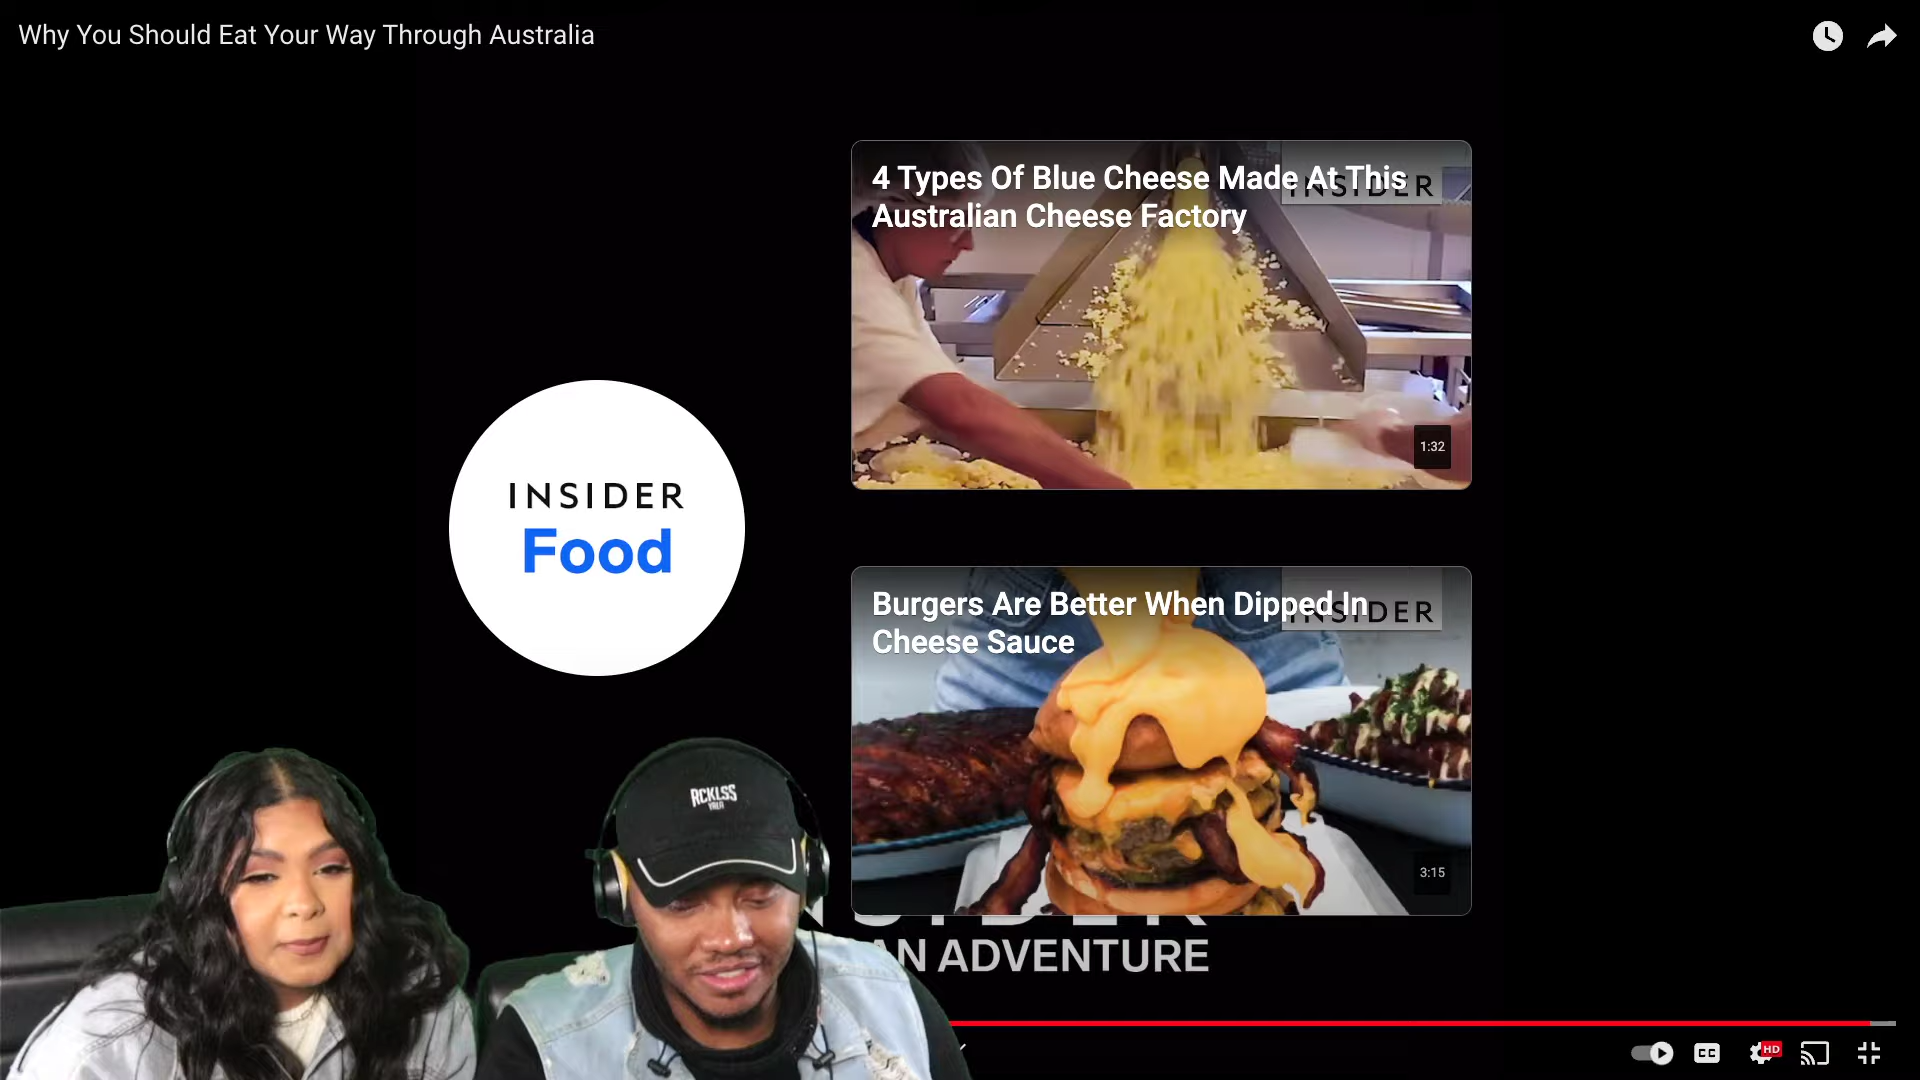 Why You Should Eat Your Way Through Australia
4 Types Of Blue Cheese Made At This
Australian Cheese Factory
INSIDER
1:32
INSIDER
Food
Burgers Are Better When Dipped In
Cheese Sauce
INSIDER
3:15
RCKLSS
AN ADVENTURE
CC
HD